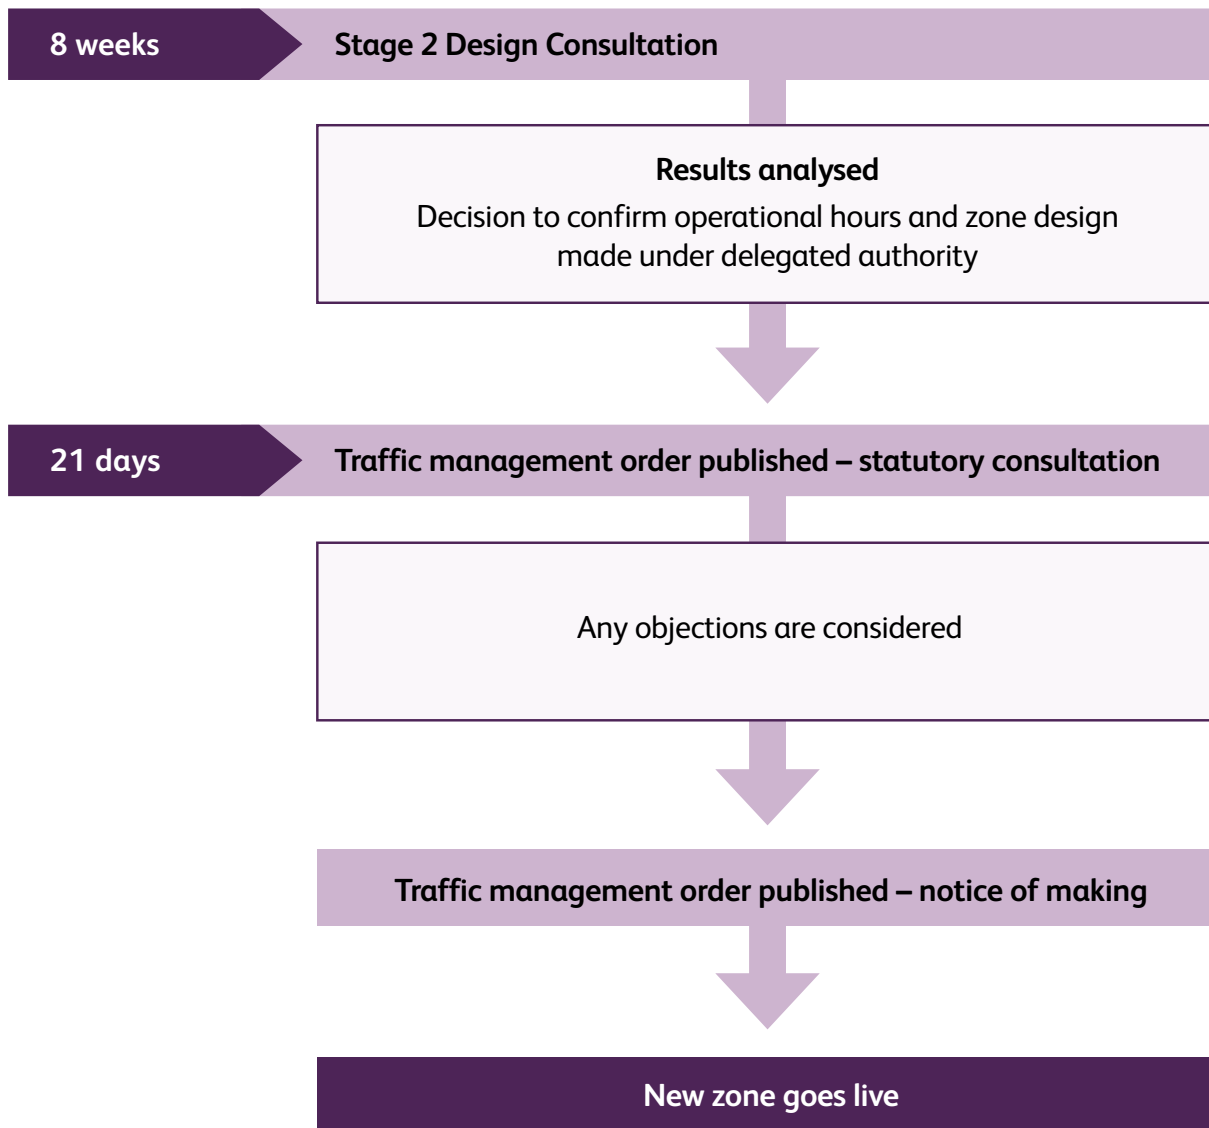 8 weeks
Stage 2 Design Consultation
Results analysed
Decision to confirm operational hours and zone design
made under delegated authority
21 days
Traffic management order published – statutory consultation
Any objections are considered
Traffic management order published – notice of making
New zone goes live